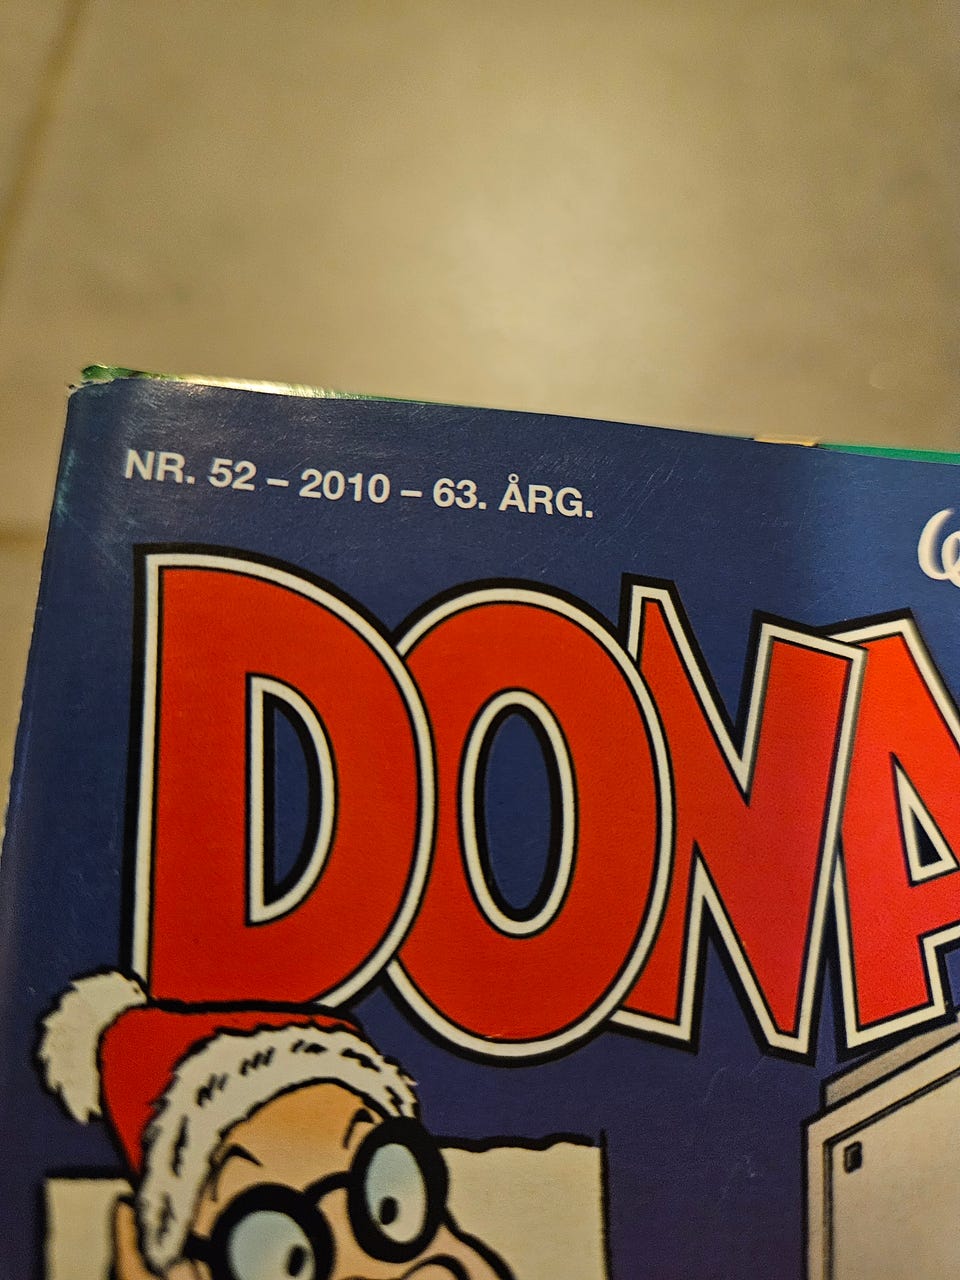 NR. 52 – 2010 – 63. ÅRG.
DONA